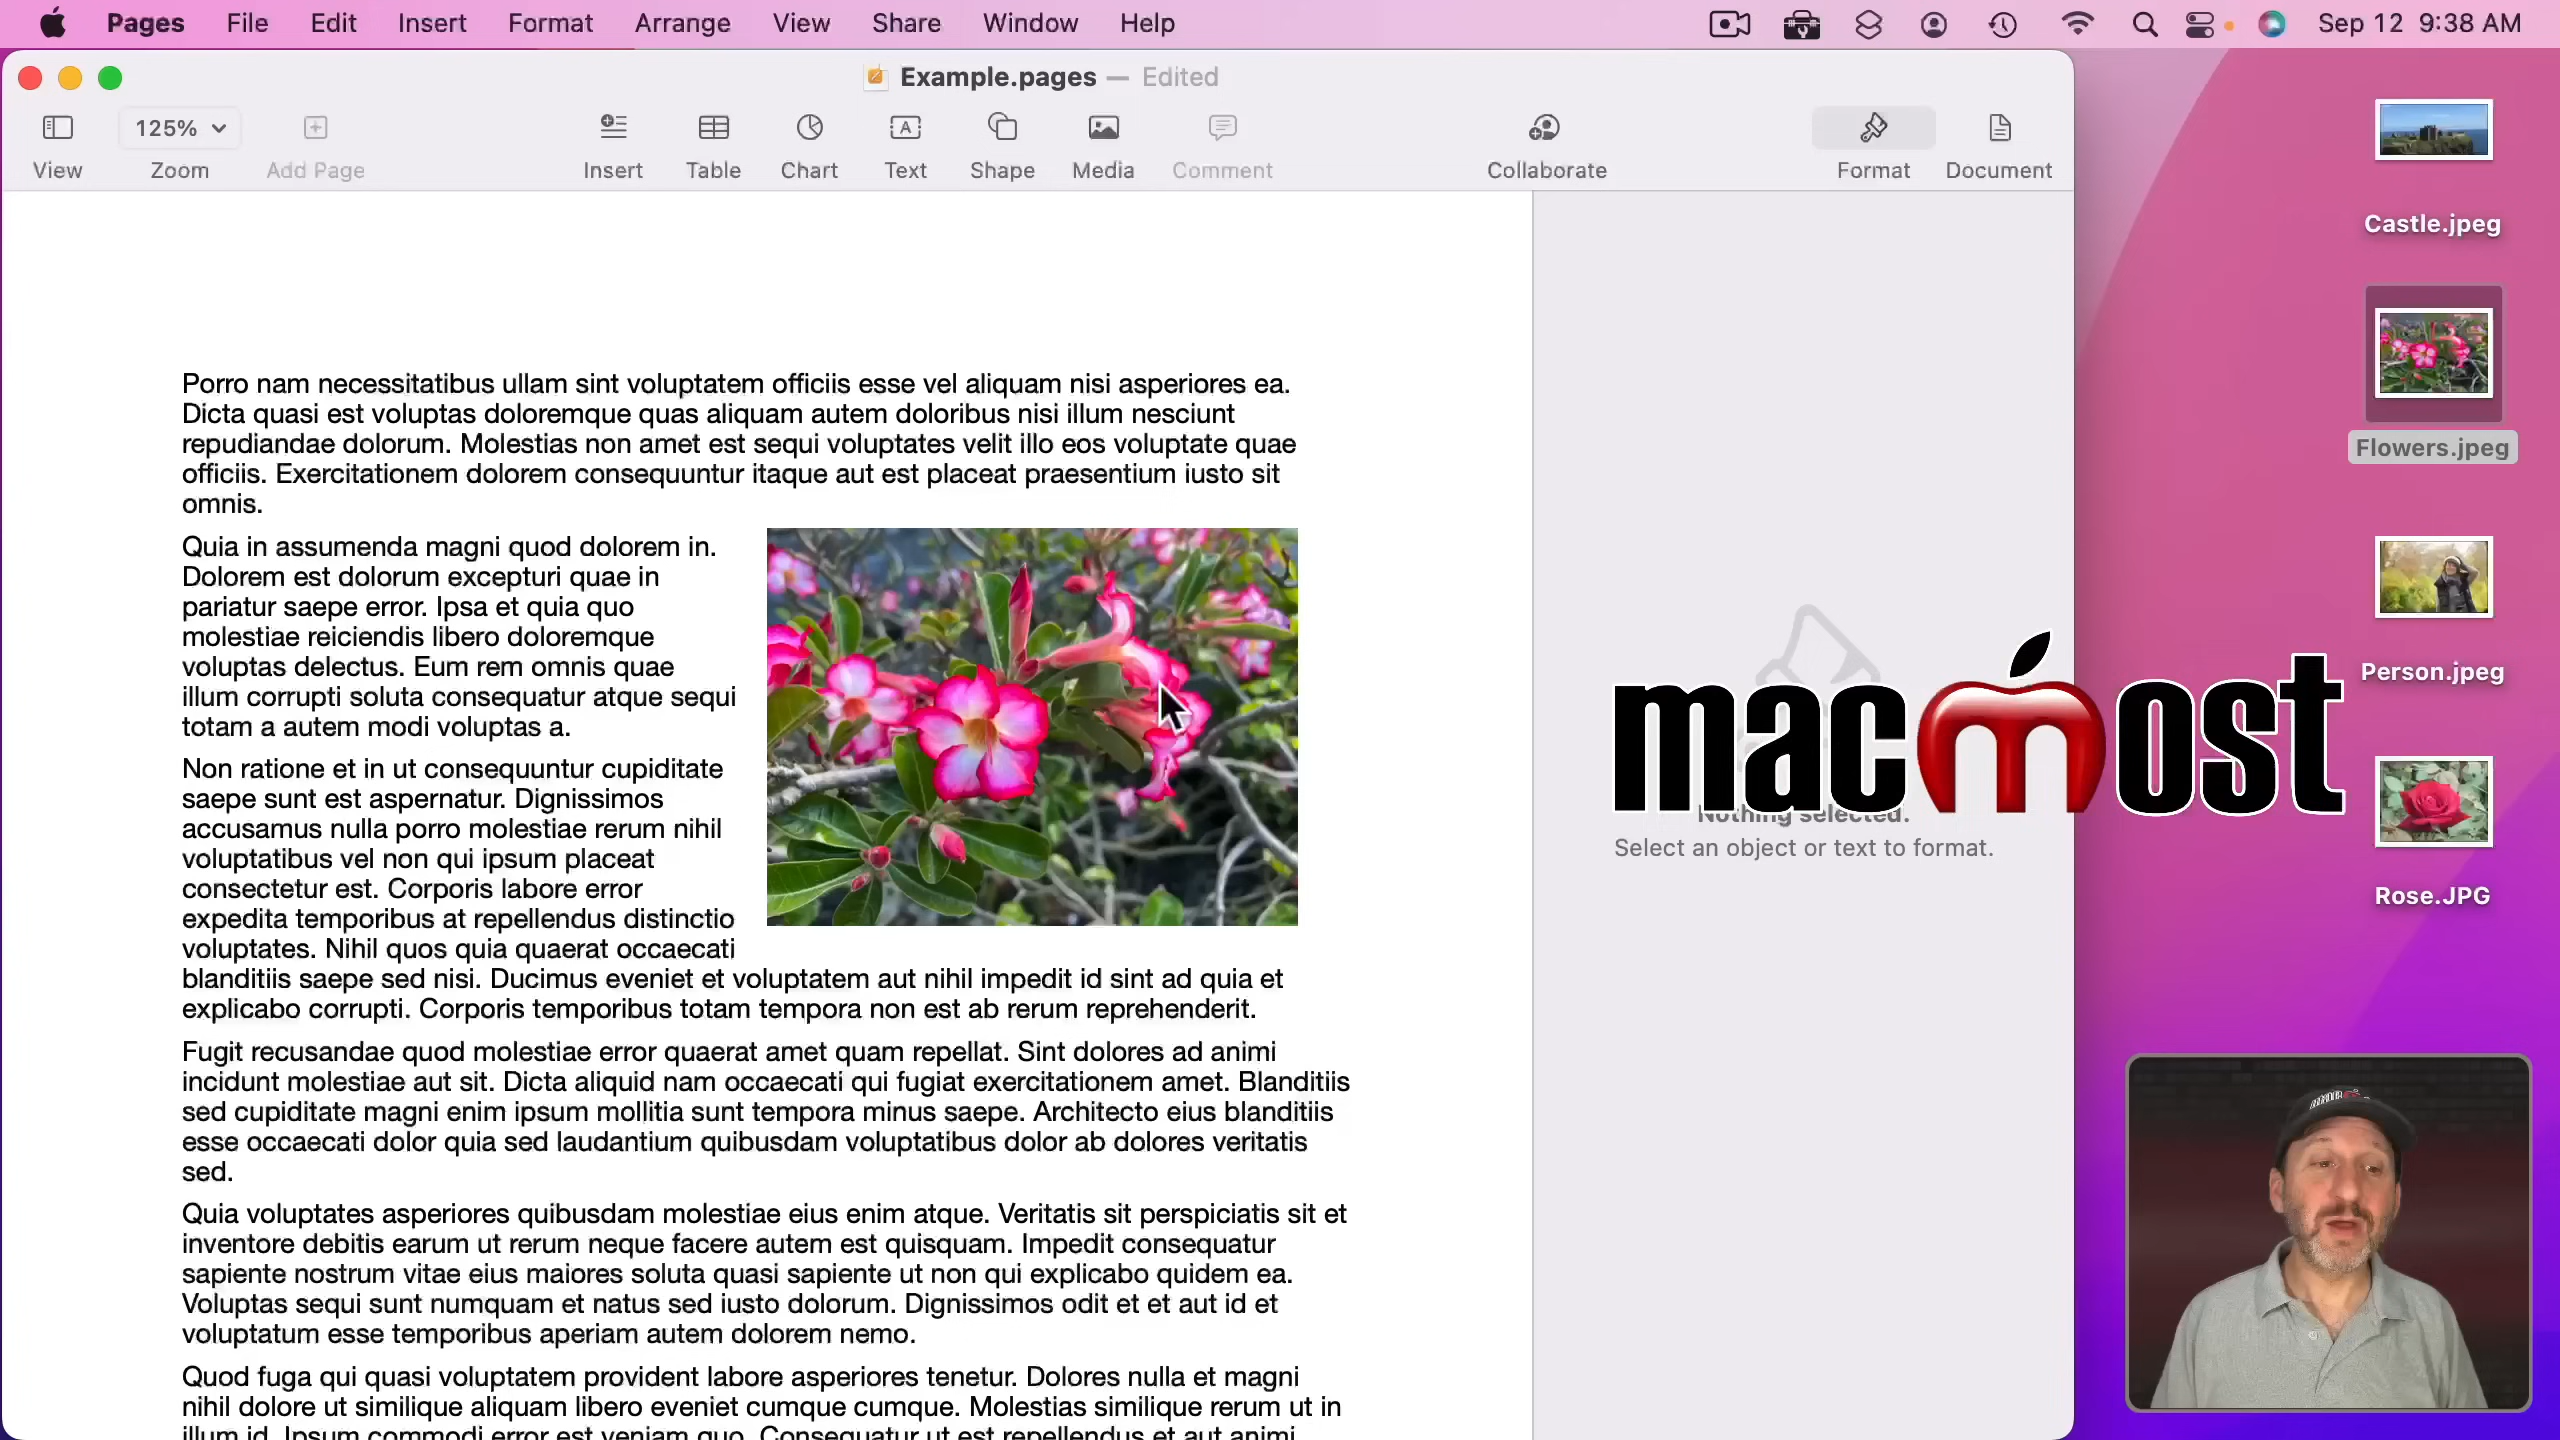 Pages File Edit Insert Format Arrange View Share Window Help Sep 12 9:38 AM
Example.pages — Edited
125%
View Zoom Add Page Insert Table Chart Text Shape Media Comment Collaborate Format Document
Porro nam necessitatibus ullam sint voluptatem officiis esse vel aliquam nisi asperiores ea.
Dicta quasi est voluptas doloremque quas aliquam autem doloribus nisi illum nesciunt
repudiandae dolorum. Molestias non amet est sequi voluptates velit illo eos voluptate quae
officiis. Exercitationem dolorem consequuntur itaque aut est placeat praesentium iusto sit
omnis.
Quia in assumenda magni quod dolorem in.
Dolorem est dolorum excepturi quae in
pariatur saepe error. Ipsa et quia quo
molestiae reiciendis libero doloremque
voluptas delectus. Eum rem omnis quae
illum corrupti soluta consequatur atque sequi
totam a autem modi voluptas a.
Non ratione et in ut consequuntur cupiditate
saepe sunt est aspernatur. Dignissimos
accusamus nulla porro molestiae rerum nihil
voluptatibus vel non qui ipsum placeat
consectetur est. Corporis labore error
expedita temporibus at repellendus distinctio
voluptates. Nihil quos quia quaerat occaecati
blanditiis saepe sed nisi. Ducimus eveniet et voluptatem aut nihil impedit id sint ad quia et
explicabo corrupti. Corporis temporibus totam tempora non est ab rerum reprehenderit.
Fugit recusandae quod molestiae error quaerat amet quam repellat. Sint dolores ad animi
incidunt molestiae aut sit. Dicta aliquid nam occaecati qui fugiat exercitationem amet. Blanditiis
sed cupiditate magni enim ipsum mollitia sunt tempora minus saepe. Architecto eius blanditiis
esse occaecati dolor quia sed laudantium quibusdam voluptatibus dolor ab dolores veritatis
sed.
Quia voluptates asperiores quibusdam molestiae eius enim atque. Veritatis sit perspiciatis sit et
inventore debitis earum ut rerum neque facere autem est quisquam. Impedit consequatur
sapiente nostrum vitae eius maiores soluta quasi sapiente ut non qui explicabo quidem ea.
Voluptas sequi sunt numquam et natus sed iusto dolorum. Dignissimos odit et et aut id et
voluptatum esse temporibus aperiam autem dolorem nemo.
Quod fuga qui quasi voluptatem provident labore asperiores tenetur. Dolores nulla et magni
nihil dolore ut similique aliquam libero eveniet cumque cumque. Molestias similique rerum ut in
illum id. Ipsum commodi error est veniam quo. Consequatur ut est repellendus et aut animi
macmost
Nothing selected.
Select an object or text to format.
Castle.jpeg
Flowers.jpeg
Person.jpeg
Rose.JPG